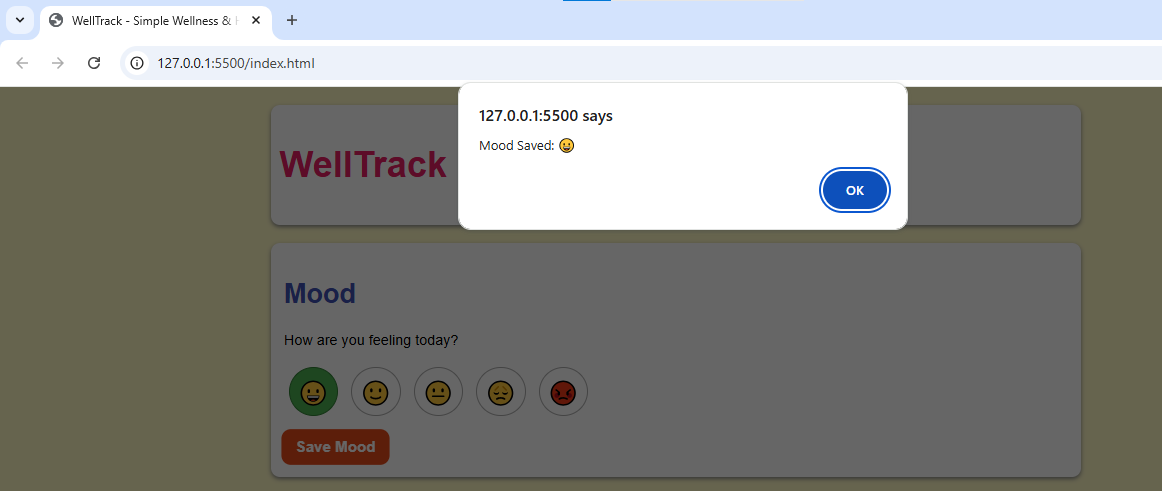 WellTrack - Simple Wellness &
127.0.0.1:5500/index.html
127.0.0.1:5500 says
Mood Saved: 😀
OK
WellTrack
Mood
How are you feeling today?
😀 🙂 😐 😞 😡
Save Mood